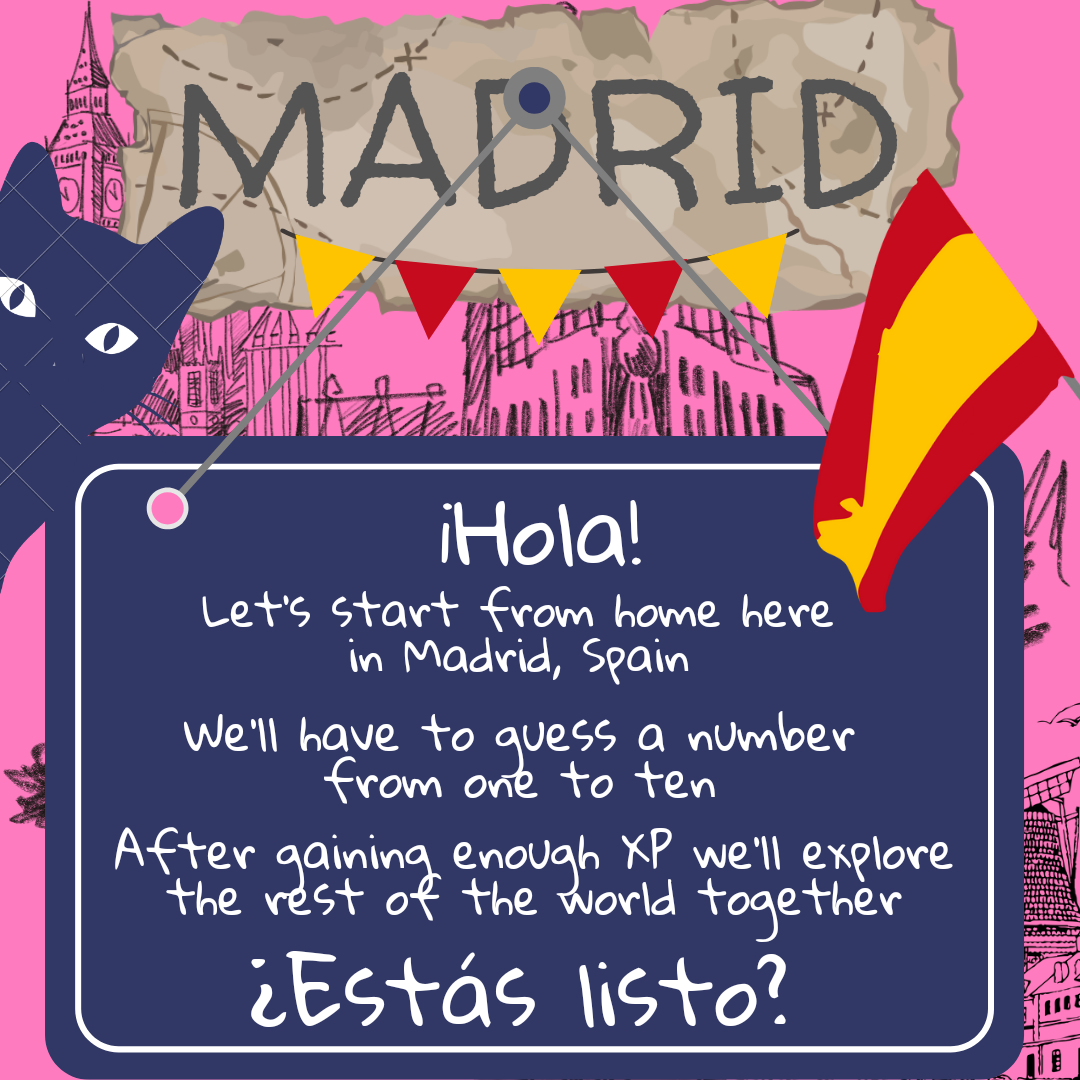 MADRID
¡Hola!
Let's start from home here
in Madrid, Spain
We'll have to guess a number
from one to ten
After gaining enough XP we'll explore
the rest of the world together
¿Estás listo?